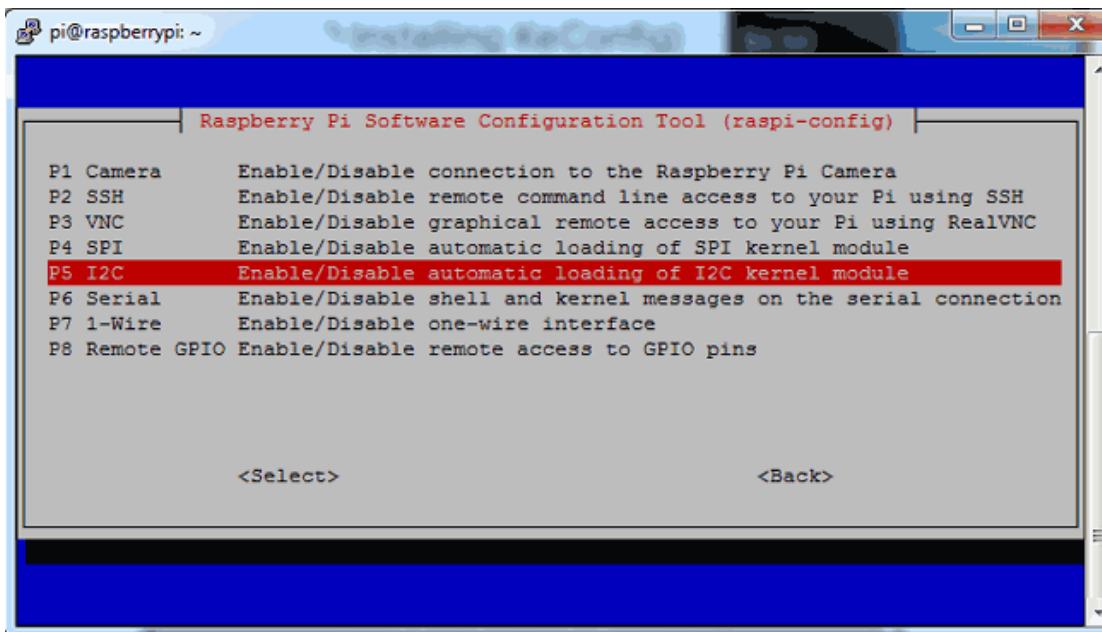 pi@raspberrypi: ~
Raspberry Pi Software Configuration Tool (raspi-config)
P1 Camera Enable/Disable connection to the Raspberry Pi Camera
P2 SSH Enable/Disable remote command line access to your Pi using SSH
P3 VNC Enable/Disable graphical remote access to your Pi using RealVNC
P4 SPI Enable/Disable automatic loading of SPI kernel module
P5 I2C Enable/Disable automatic loading of I2C kernel module
P6 Serial Enable/Disable shell and kernel messages on the serial connection
P7 1-Wire Enable/Disable one-wire interface
P8 Remote GPIO Enable/Disable remote access to GPIO pins
<Select> <Back>